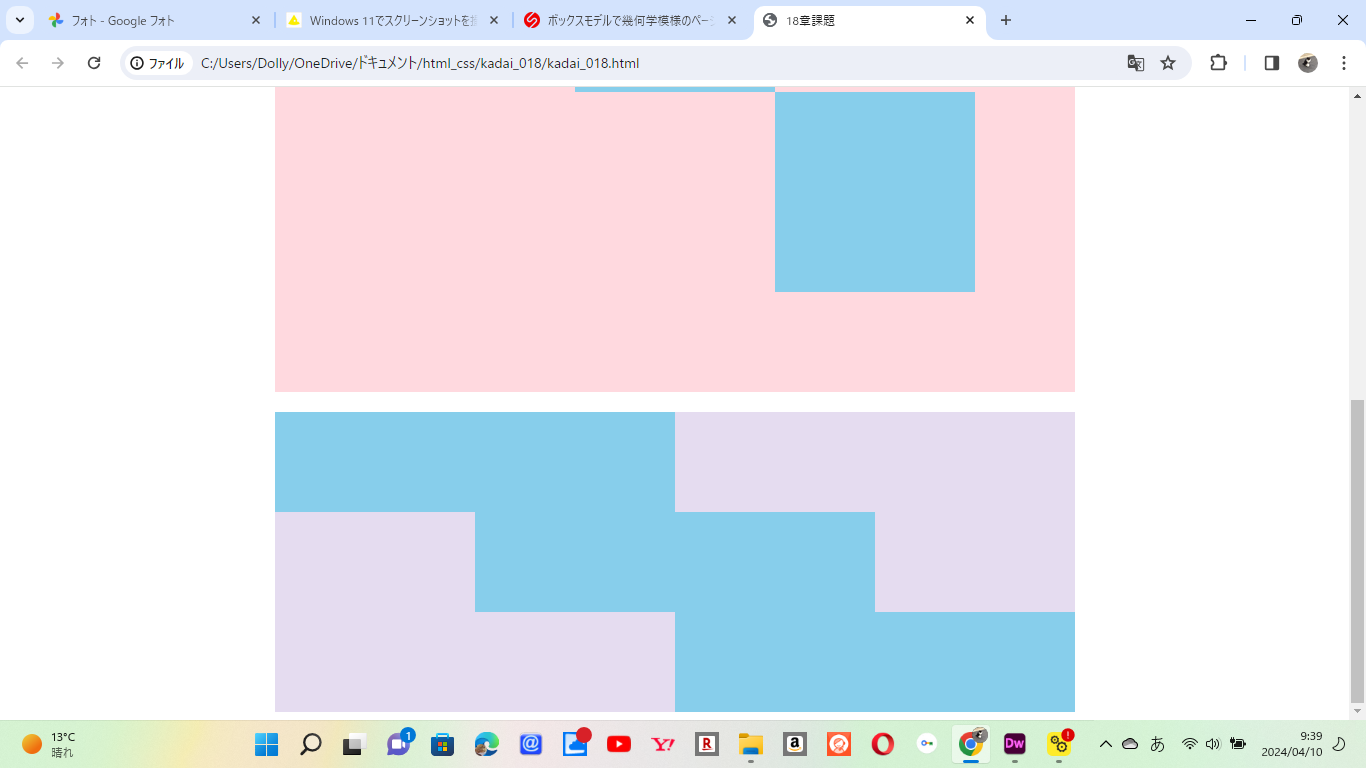 フォト - Google フォト
Windows 11でスクリーンショットを
ボックスモデルで幾何学模様のペー
18章課題
ファイル
C:/Users/Dolly/OneDrive/ドキュメント/html_css/kadai_018/kadai_018.html
13°C
晴れ
1
@
Y!
R
a
Dw
!
あ
9:39
2024/04/10